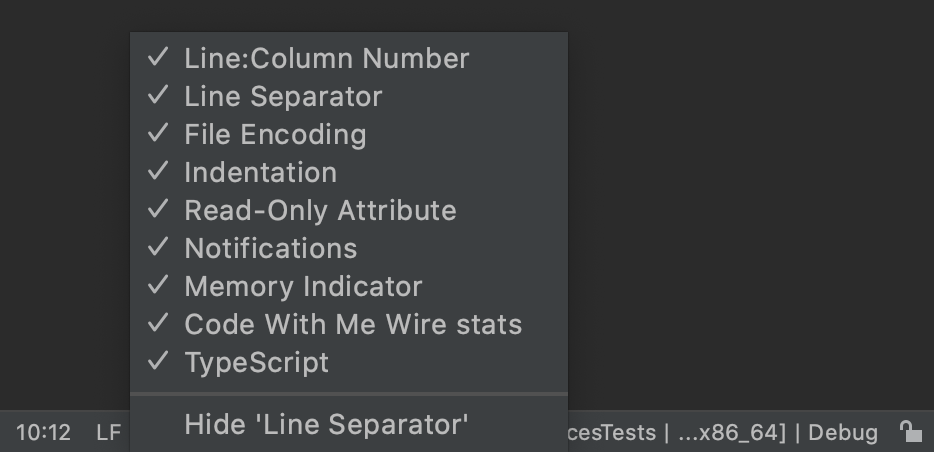 Line:Column Number
Line Separator
File Encoding
Indentation
Read-Only Attribute
Notifications
Memory Indicator
Code With Me Wire stats
TypeScript
Hide 'Line Separator'
10:12 LF cesTests | ...x86_64] | Debug